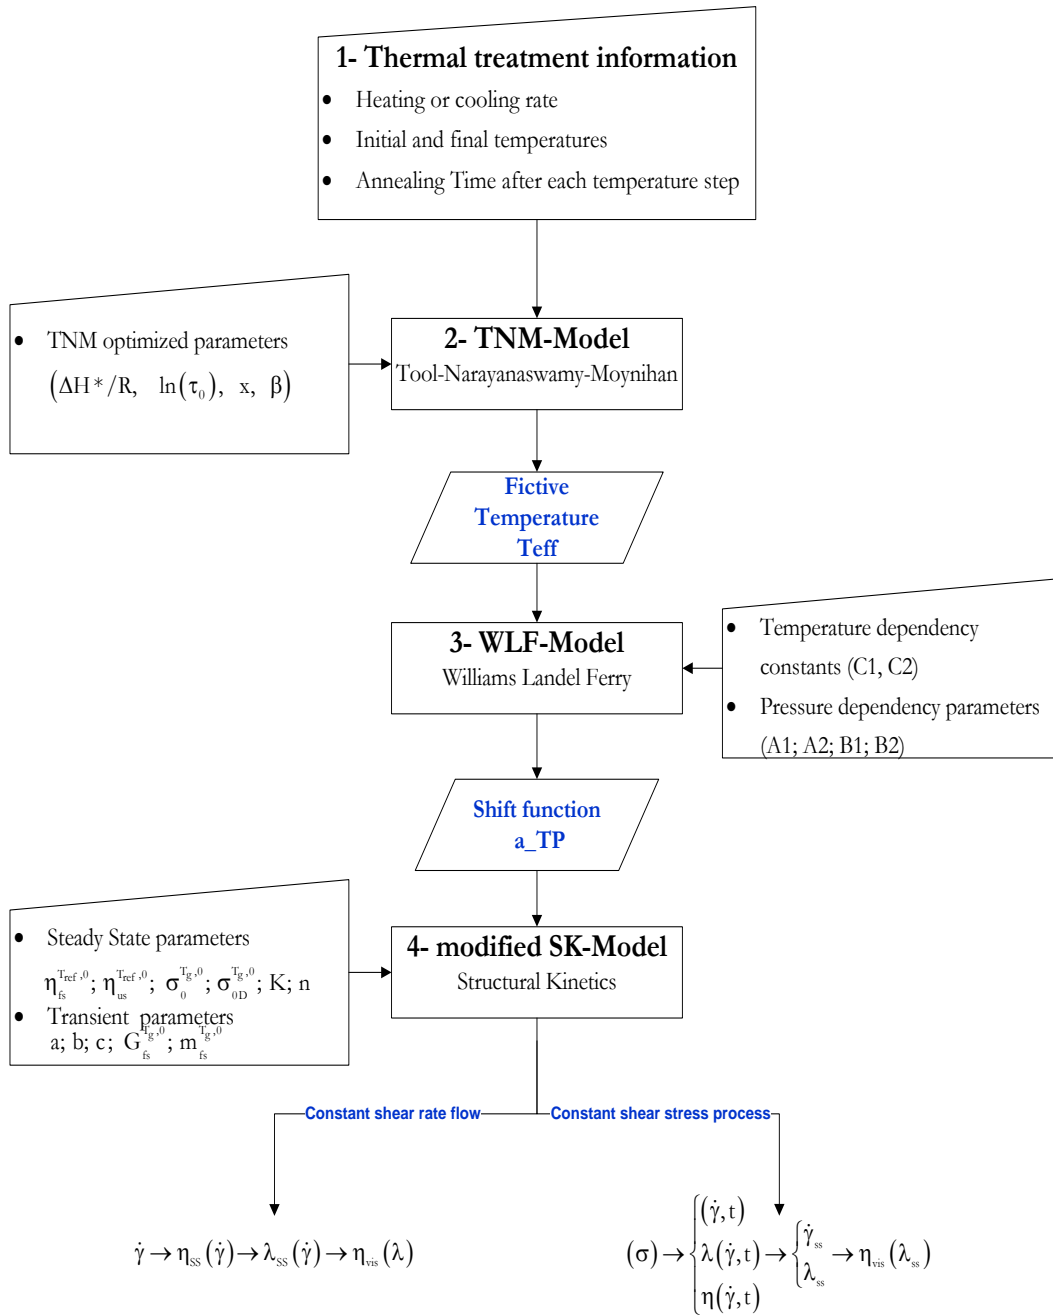 1- Thermal treatment information
• Heating or cooling rate
• Initial and final temperatures
• Annealing Time after each temperature step
• TNM optimized parameters
(ΔH*/R, ln(τ₀), x, β)
2- TNM-Model
Tool-Narayanaswamy-Moynihan
Fictive
Temperature
Teff
3- WLF-Model
Williams Landel Ferry
• Temperature dependency
constants (C1, C2)
• Pressure dependency parameters
(A1; A2; B1; B2)
Shift function
a_TP
• Steady State parameters
η_fs^{Tref,0}; η_us^{Tref,0}; σ_0^{Tg,0}; σ_{0D}^{Tg,0}; K; n
• Transient parameters
a; b; c; G_fs^{Tg,0}; m_fs^{Tg,0}
4- modified SK-Model
Structural Kinetics
Constant shear rate flow
Constant shear stress process
γ̇ → η_SS(γ̇) → λ_SS(γ̇) → η_vis(λ)
(σ) → { (γ̇,t) λ(γ̇,t) η(γ̇,t) → { γ̇_ss λ_ss → η_vis(λ_ss)